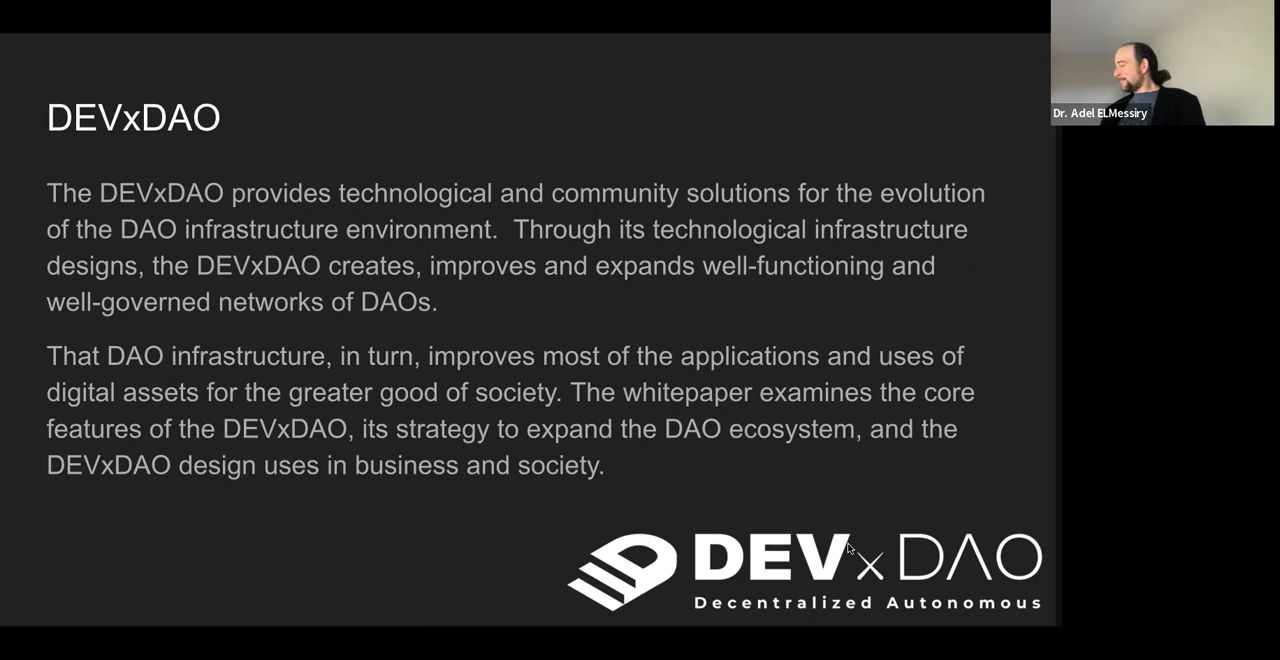 DEVxDAO
The DEVxDAO provides technological and community solutions for the evolution
of the DAO infrastructure environment.  Through its technological infrastructure
designs, the DEVxDAO creates, improves and expands well-functioning and
well-governed networks of DAOs.
That DAO infrastructure, in turn, improves most of the applications and uses of
digital assets for the greater good of society. The whitepaper examines the core
features of the DEVxDAO, its strategy to expand the DAO ecosystem, and the
DEVxDAO design uses in business and society.
DEVxDAO
Decentralized Autonomous
Dr. Adel ELMessiry